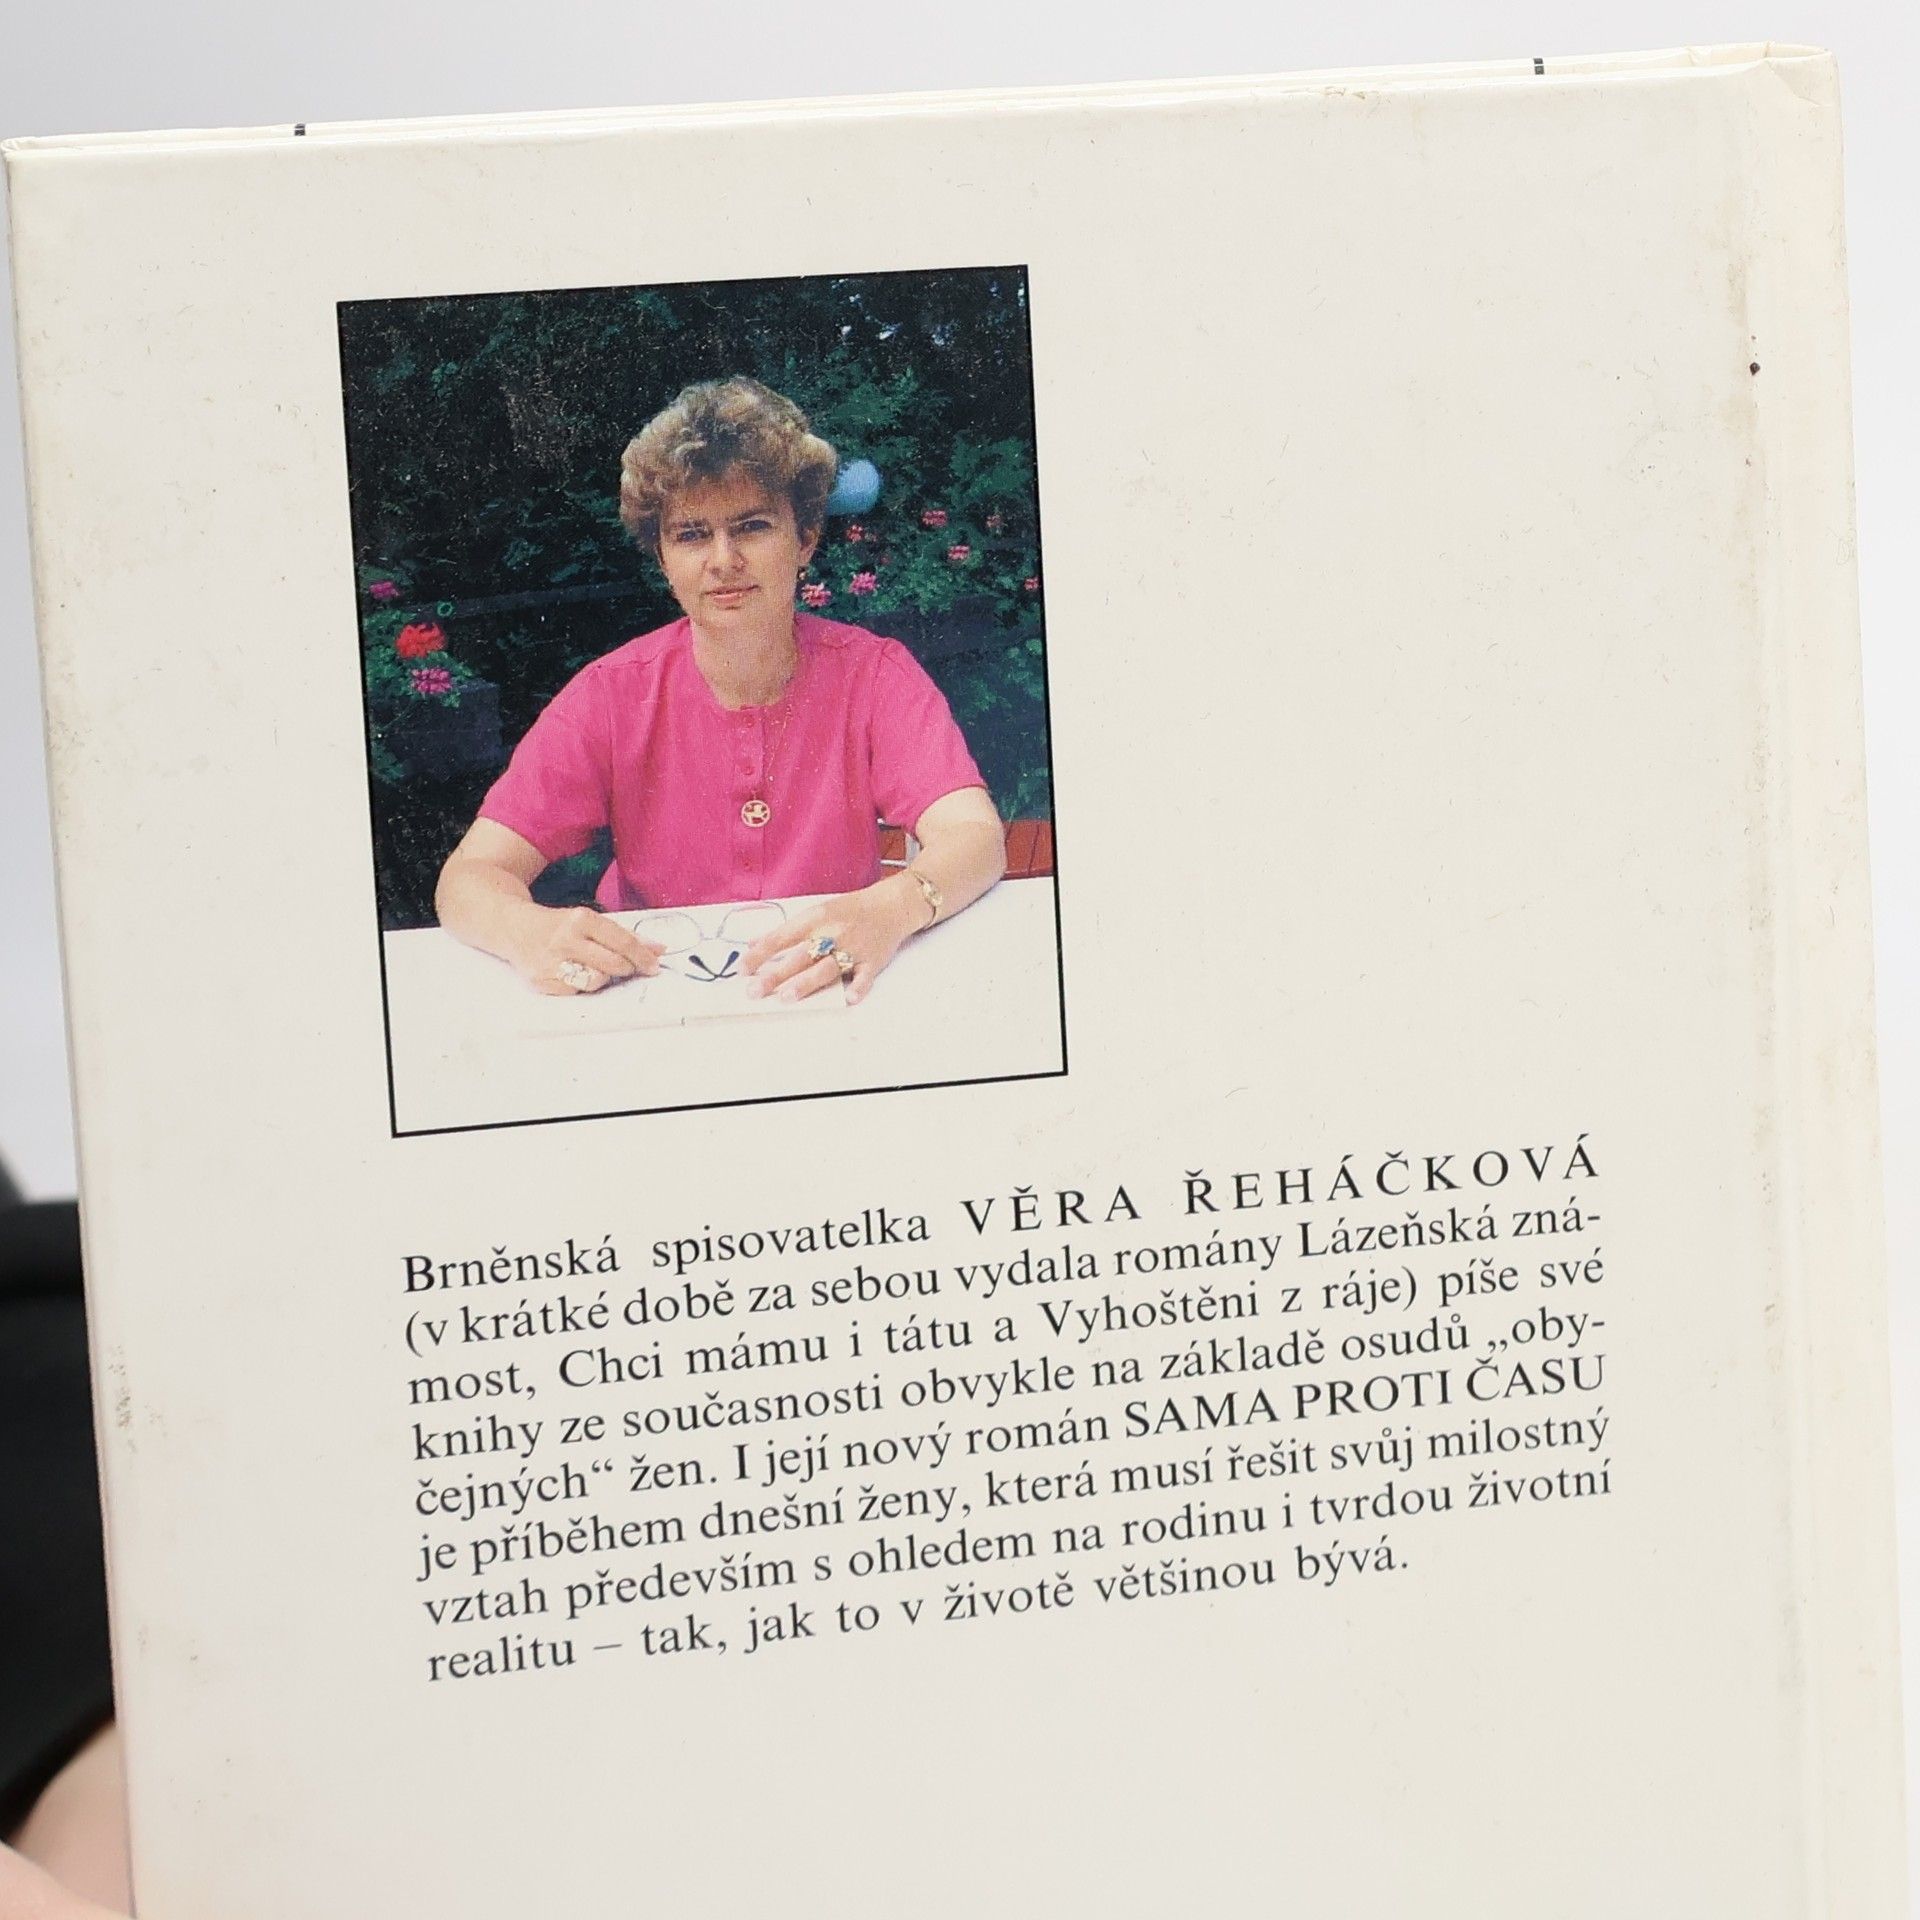 Brněnská spisovatelka VĚRA ŘEHÁČKOVÁ
(v krátké době za sebou vydala romány Lázeňská zná-
most, Chci mámu i tátu a Vyhoštěni z ráje) píše své
knihy ze současnosti obvykle na základě osudů „oby-
čejných“ žen. I její nový román SAMA PROTI ČASU
je příběhem dnešní ženy, která musí řešit svůj milostný
vztah především s ohledem na rodinu i tvrdou životní
realitu – tak, jak to v životě většinou bývá.